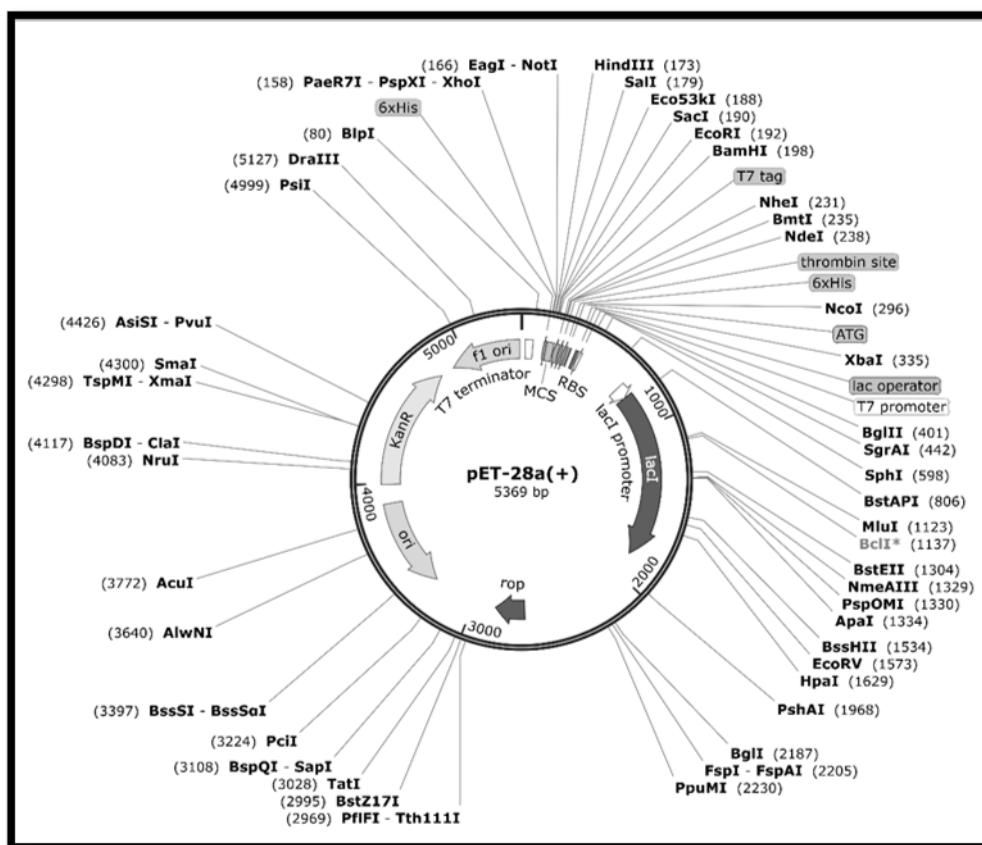 (166) EagI - NotI
(158) PaeR7I - PspXI - XhoI
6xHis
(80) BlpI
(5127) DraIII
(4999) PsiI
HindIII (173)
SalI (179)
Eco53kI (188)
SacI (190)
EcoRI (192)
BamHI (198)
T7 tag
NheI (231)
BmtI (235)
NdeI (238)
thrombin site
6xHis
NcoI (296)
ATG
XbaI (335)
lac operator
T7 promoter
BglII (401)
SgrAI (442)
SphI (598)
BstAPI (806)
MluI (1123)
BclI* (1137)
BstEII (1304)
NmeAIII (1329)
PspOMI (1330)
ApaI (1334)
BssHII (1534)
EcoRV (1573)
HpaI (1629)
PshAI (1968)
BglI (2187)
FspI - FspAI (2205)
PpuMI (2230)
(4426) AsiSI - PvuI
(4300) SmaI
(4298) TspMI - XmaI
(4117) BspDI - ClaI
(4083) NruI
(3772) AcuI
(3640) AlwNI
(3397) BssSI - BssSαI
(3224) PciI
(3108) BspQI - SapI
(3028) TatI
(2995) BstZ17I
(2969) PflFI - Tth111I
5000
f1 ori
T7 terminator
MCS
RBS
lacI promoter
1000
lacI
KanR
pET-28a(+)
5369 bp
4000
ori
rop
3000
2000